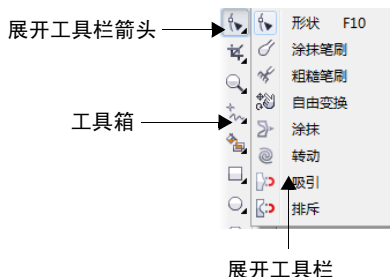 展开工具栏箭头
工具箱
形状 F10
涂抹笔刷
粗糙笔刷
自由变换
涂抹
转动
吸引
排斥
展开工具栏